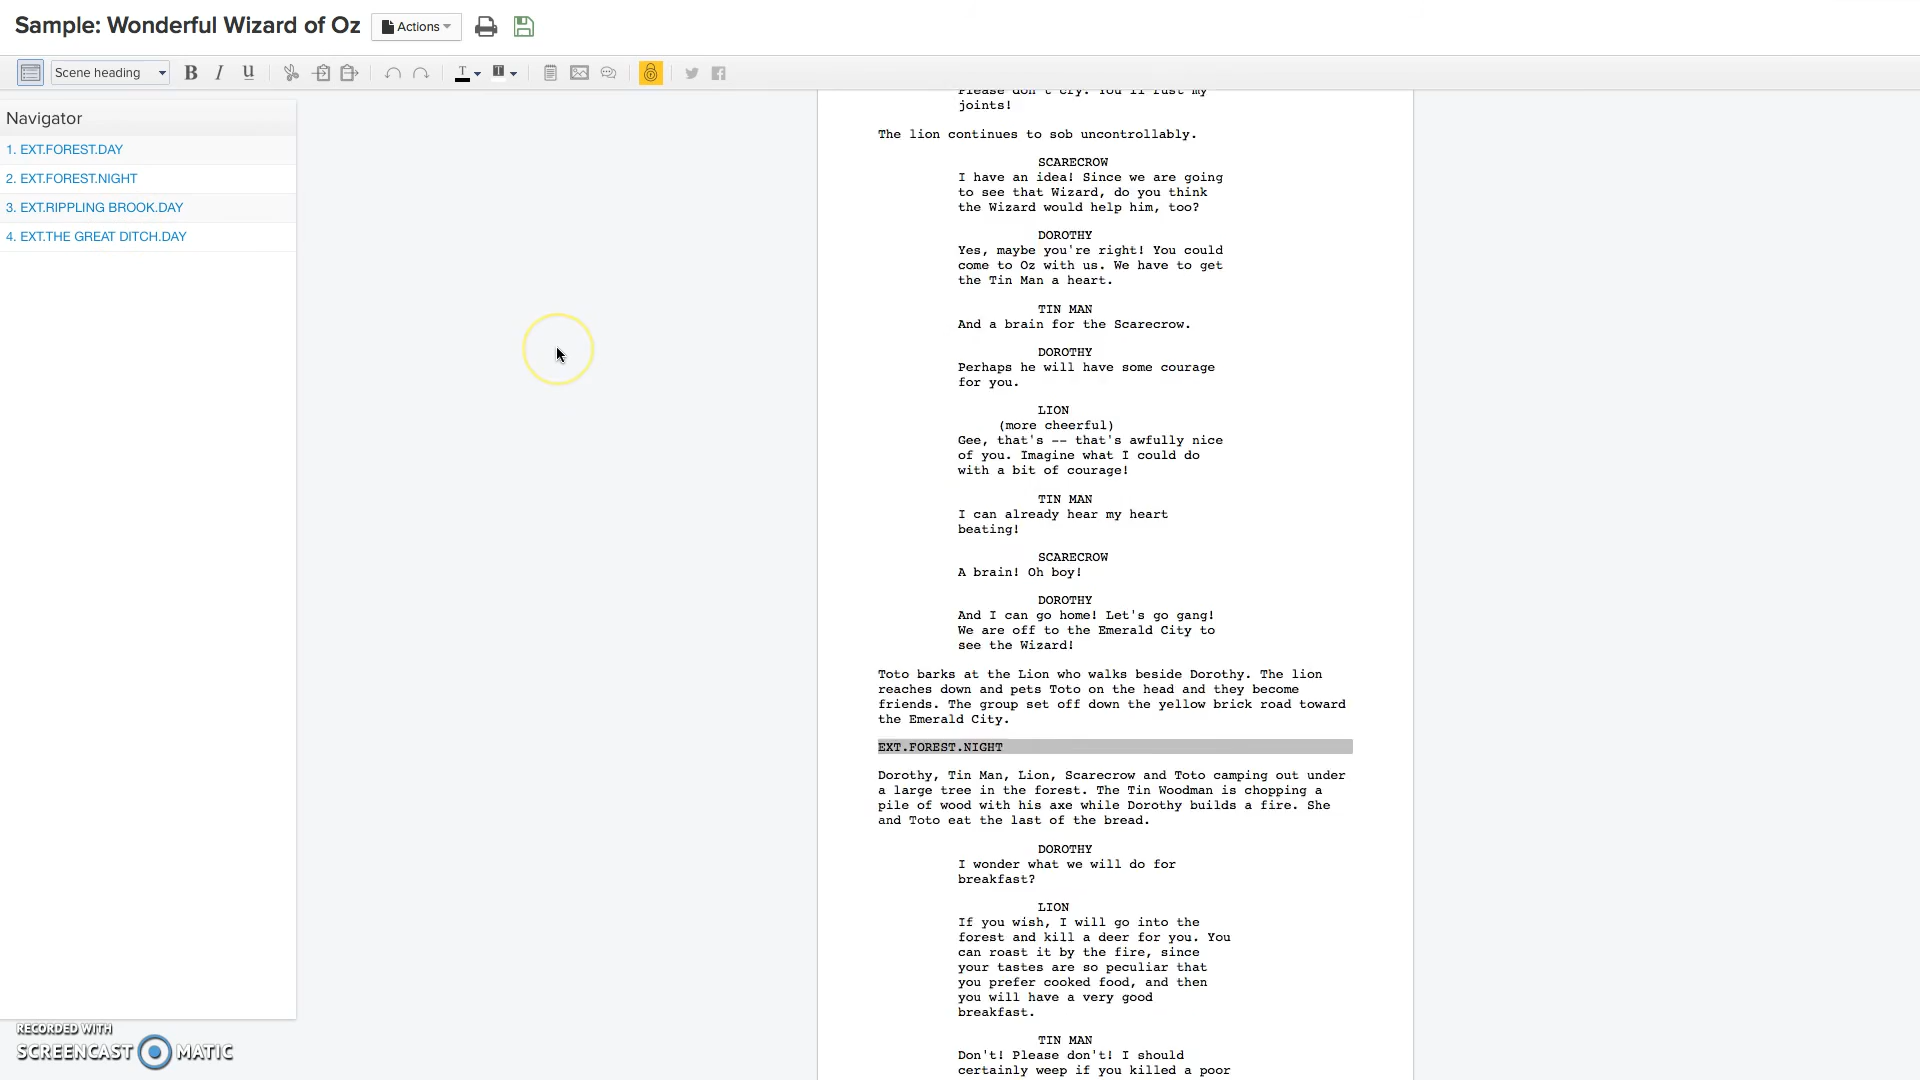 Sample: Wonderful Wizard of Oz
Actions
Scene heading
B I U
T T
Navigator
1. EXT.FOREST.DAY
2. EXT.FOREST.NIGHT
3. EXT.RIPPLING BROOK.DAY
4. EXT.THE GREAT DITCH.DAY
Please don't cry. You'll rust my
joints!
The lion continues to sob uncontrollably.
SCARECROW
I have an idea! Since we are going
to see that Wizard, do you think
the Wizard would help him, too?
DOROTHY
Yes, maybe you're right! You could
come to Oz with us. We have to get
the Tin Man a heart.
TIN MAN
And a brain for the Scarecrow.
DOROTHY
Perhaps he will have some courage
for you.
LION
(more cheerful)
Gee, that's -- that's awfully nice
of you. Imagine what I could do
with a bit of courage!
TIN MAN
I can already hear my heart
beating!
SCARECROW
A brain! Oh boy!
DOROTHY
And I can go home! Let's go gang!
We are off to the Emerald City to
see the Wizard!
Toto barks at the Lion who walks beside Dorothy. The lion
reaches down and pets Toto on the head and they become
friends. The group set off down the yellow brick road toward
the Emerald City.
EXT.FOREST.NIGHT
Dorothy, Tin Man, Lion, Scarecrow and Toto camping out under
a large tree in the forest. The Tin Woodman is chopping a
pile of wood with his axe while Dorothy builds a fire. She
and Toto eat the last of the bread.
DOROTHY
I wonder what we will do for
breakfast?
LION
If you wish, I will go into the
forest and kill a deer for you. You
can roast it by the fire, since
your tastes are so peculiar that
you prefer cooked food, and then
you will have a very good
breakfast.
TIN MAN
Don't! Please don't! I should
certainly weep if you killed a poor
RECORDED WITH
SCREENCAST MATIC